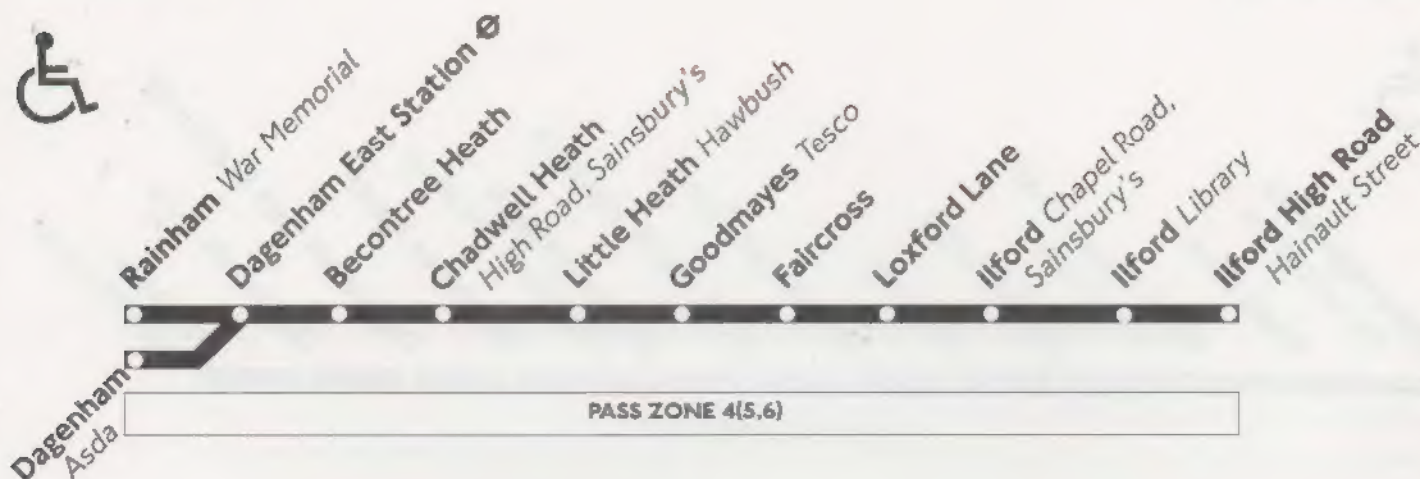 Rainham War Memorial
Dagenham East Station
Becontree Heath
Chadwell Heath
High Road, Sainsbury's
Little Heath Hawbush
Goodmayes Tesco
Faircross
Loxford Lane
Ilford Chapel Road,
Sainsbury's
Ilford Library
Ilford High Road
Hainault Street
Dagenham
Asda
PASS ZONE 4(5,6)